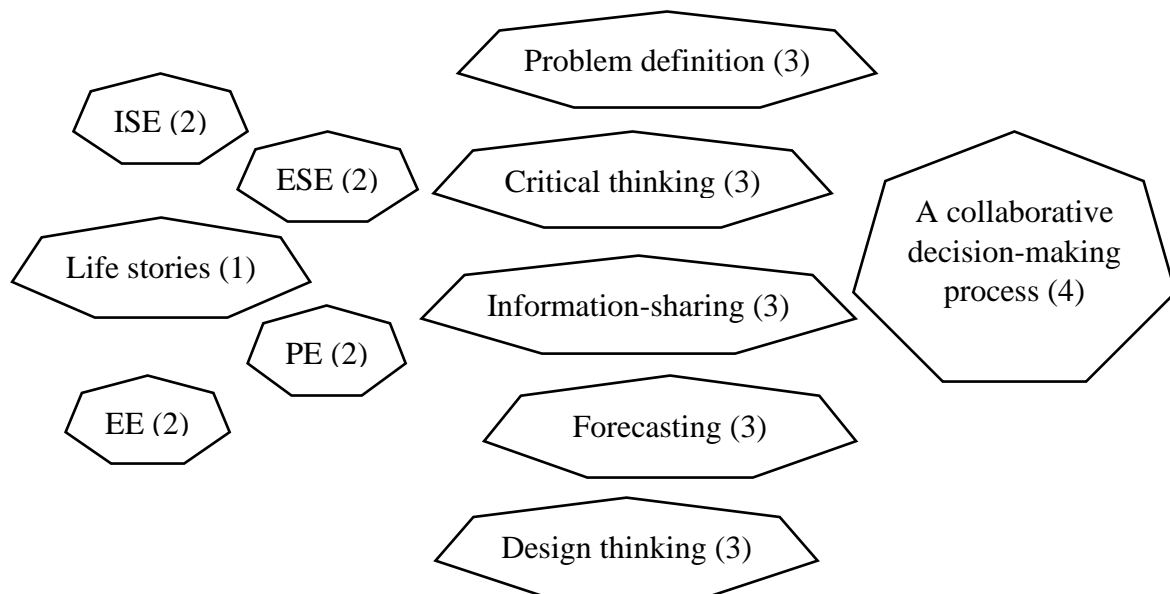 Problem definition (3)
ISE (2)
ESE (2)
Critical thinking (3)
A collaborative
decision-making
process (4)
Life stories (1)
Information-sharing (3)
PE (2)
EE (2)
Forecasting (3)
Design thinking (3)